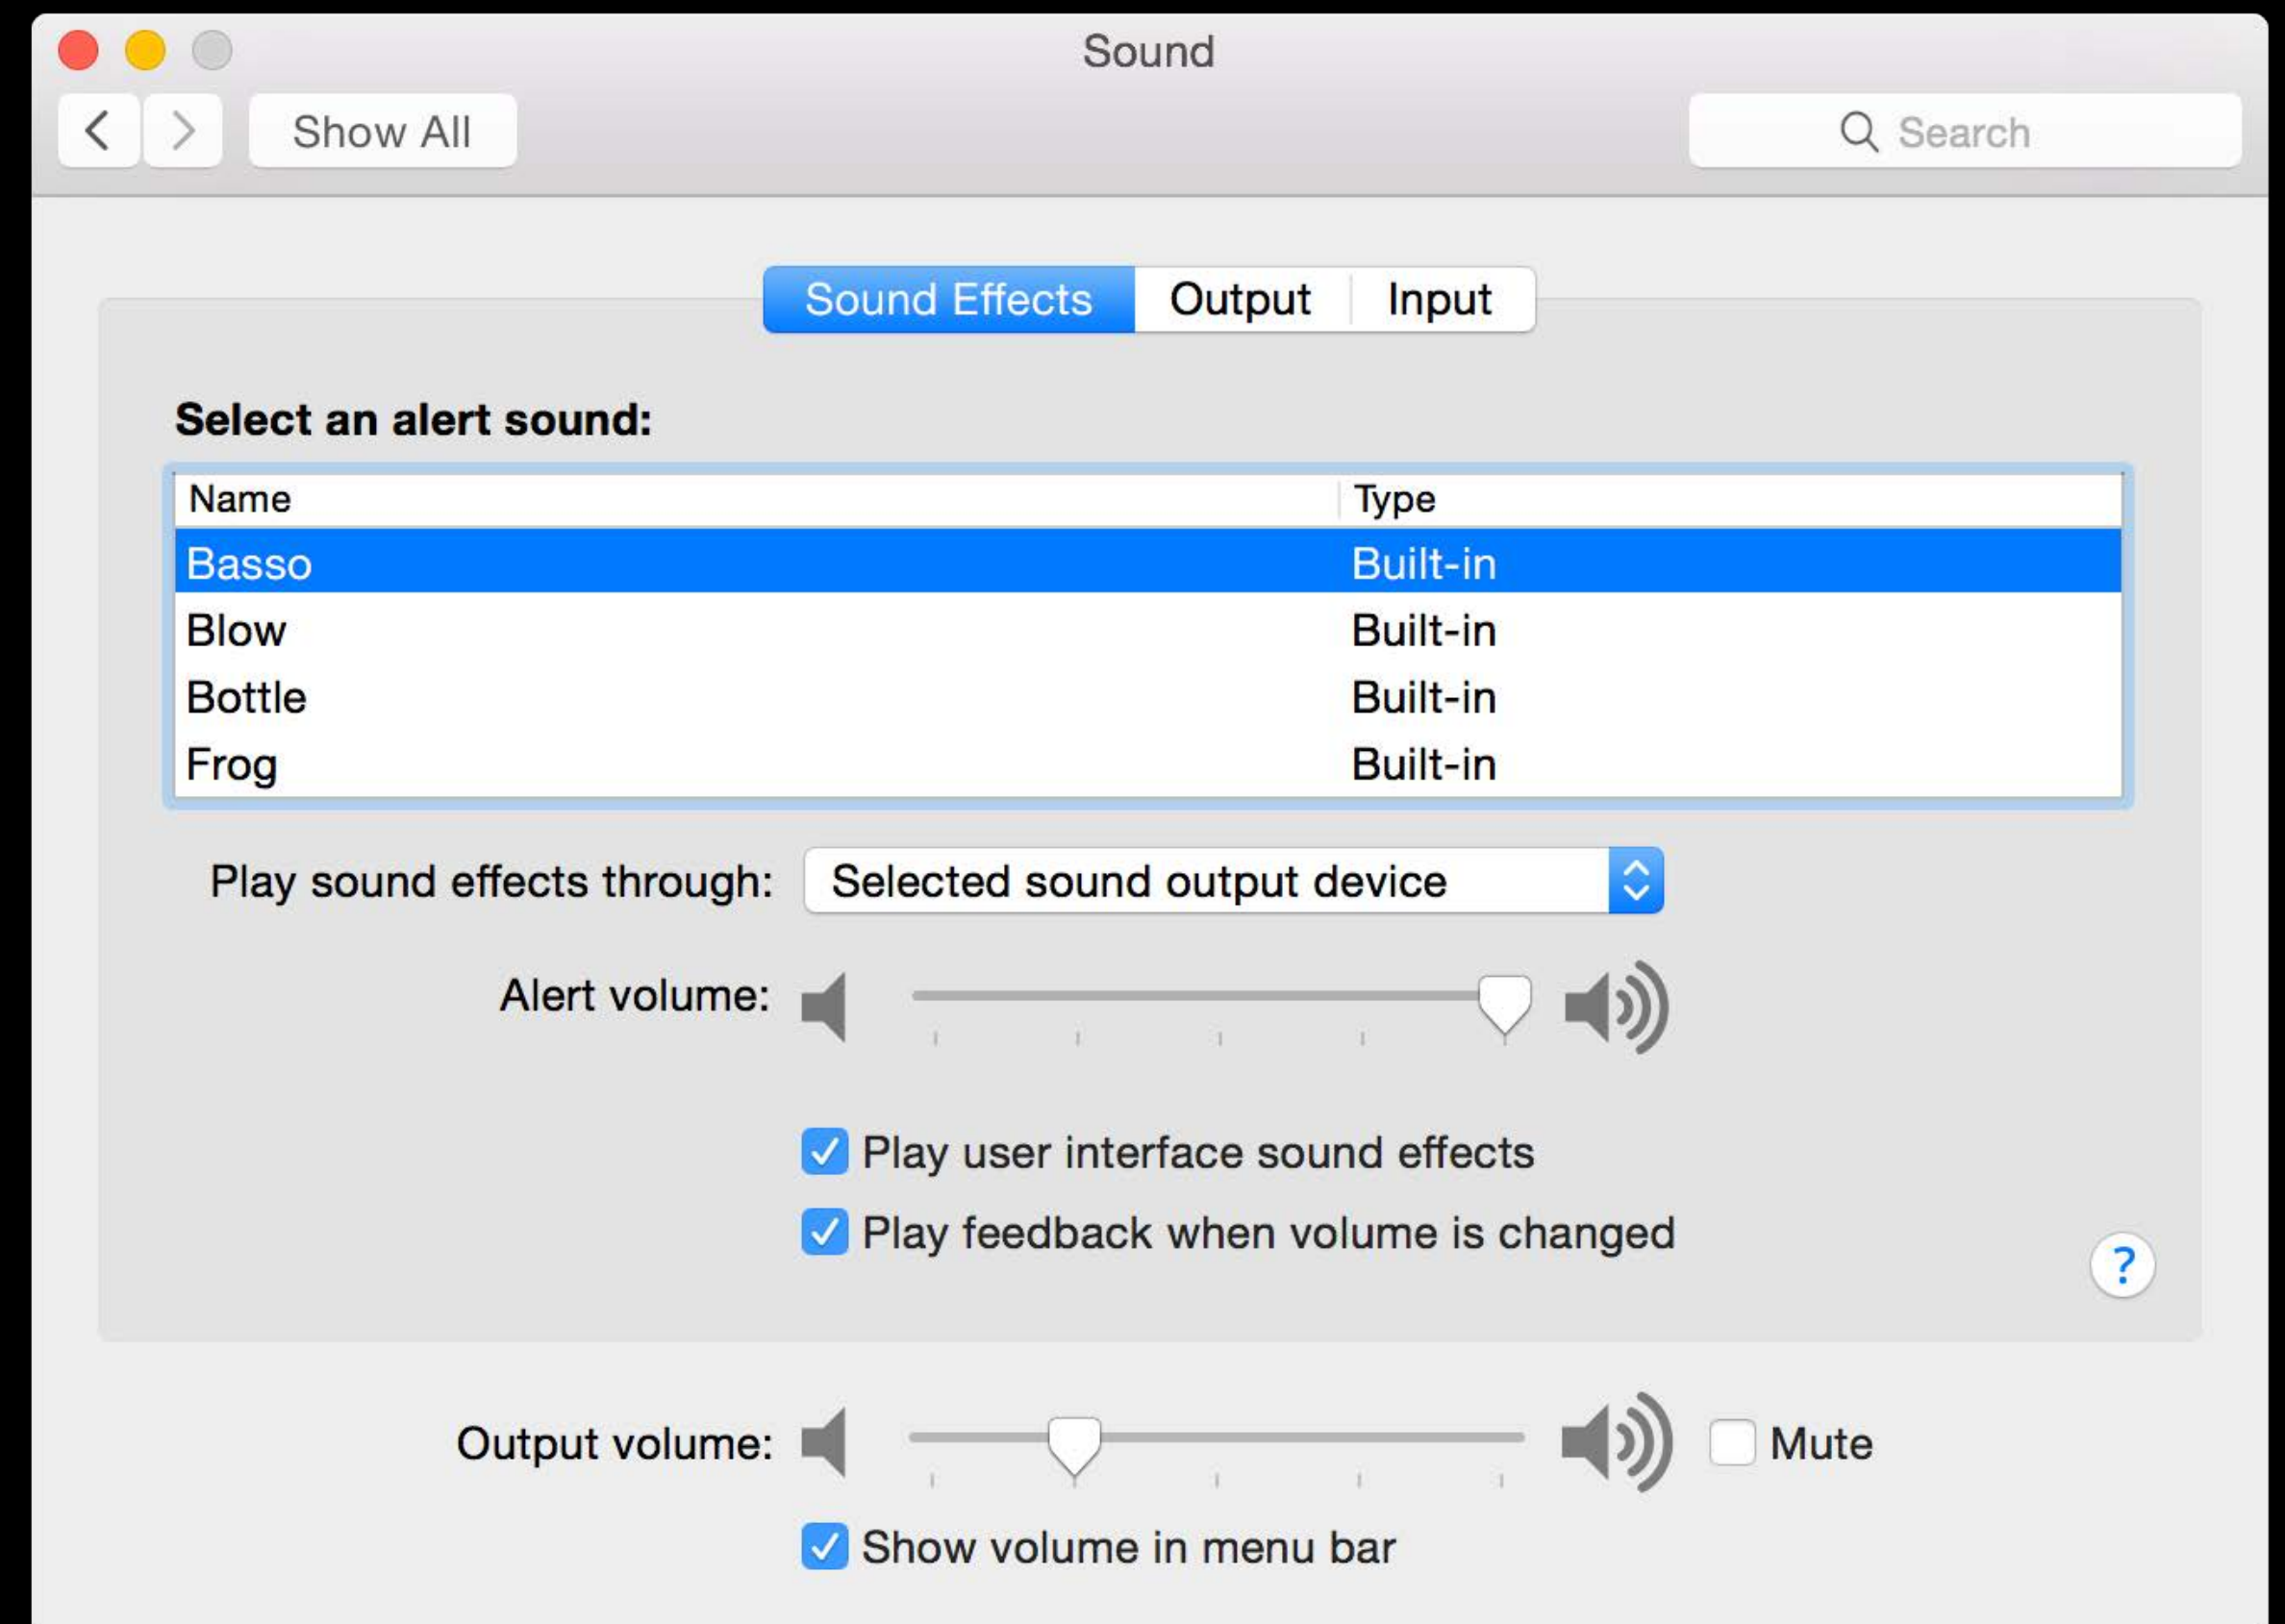 Sound
Show All
Search
Sound Effects Output Input
Select an alert sound:
Name Type
Basso Built-in
Blow Built-in
Bottle Built-in
Frog Built-in
Play sound effects through: Selected sound output device
Alert volume:
Play user interface sound effects
Play feedback when volume is changed
?
Output volume: Mute
Show volume in menu bar